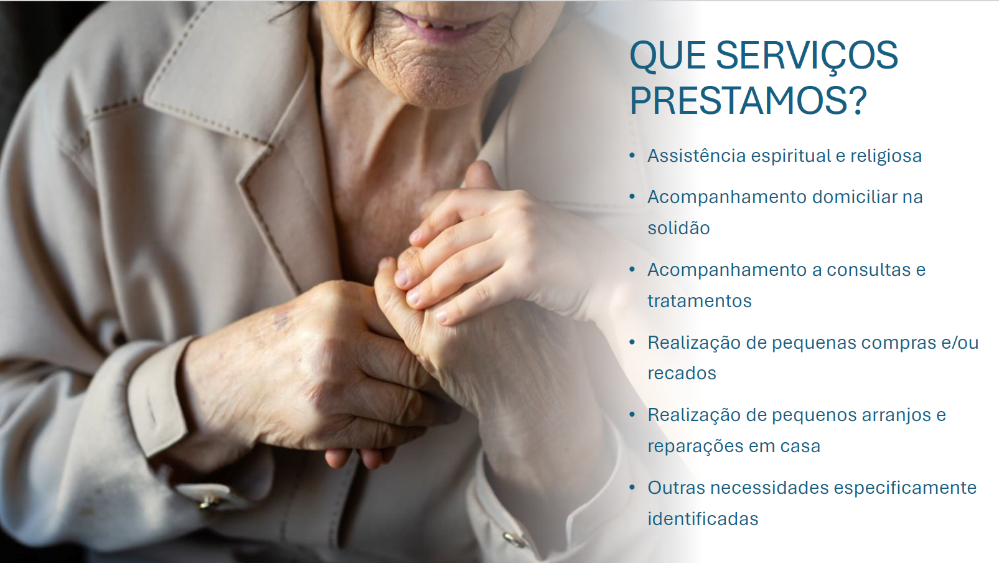 QUE SERVIÇOS
PRESTAMOS?
• Assistência espiritual e religiosa
• Acompanhamento domiciliar na
solidão
• Acompanhamento a consultas e
tratamentos
• Realização de pequenas compras e/ou
recados
• Realização de pequenos arranjos e
reparações em casa
• Outras necessidades especificamente
identificadas